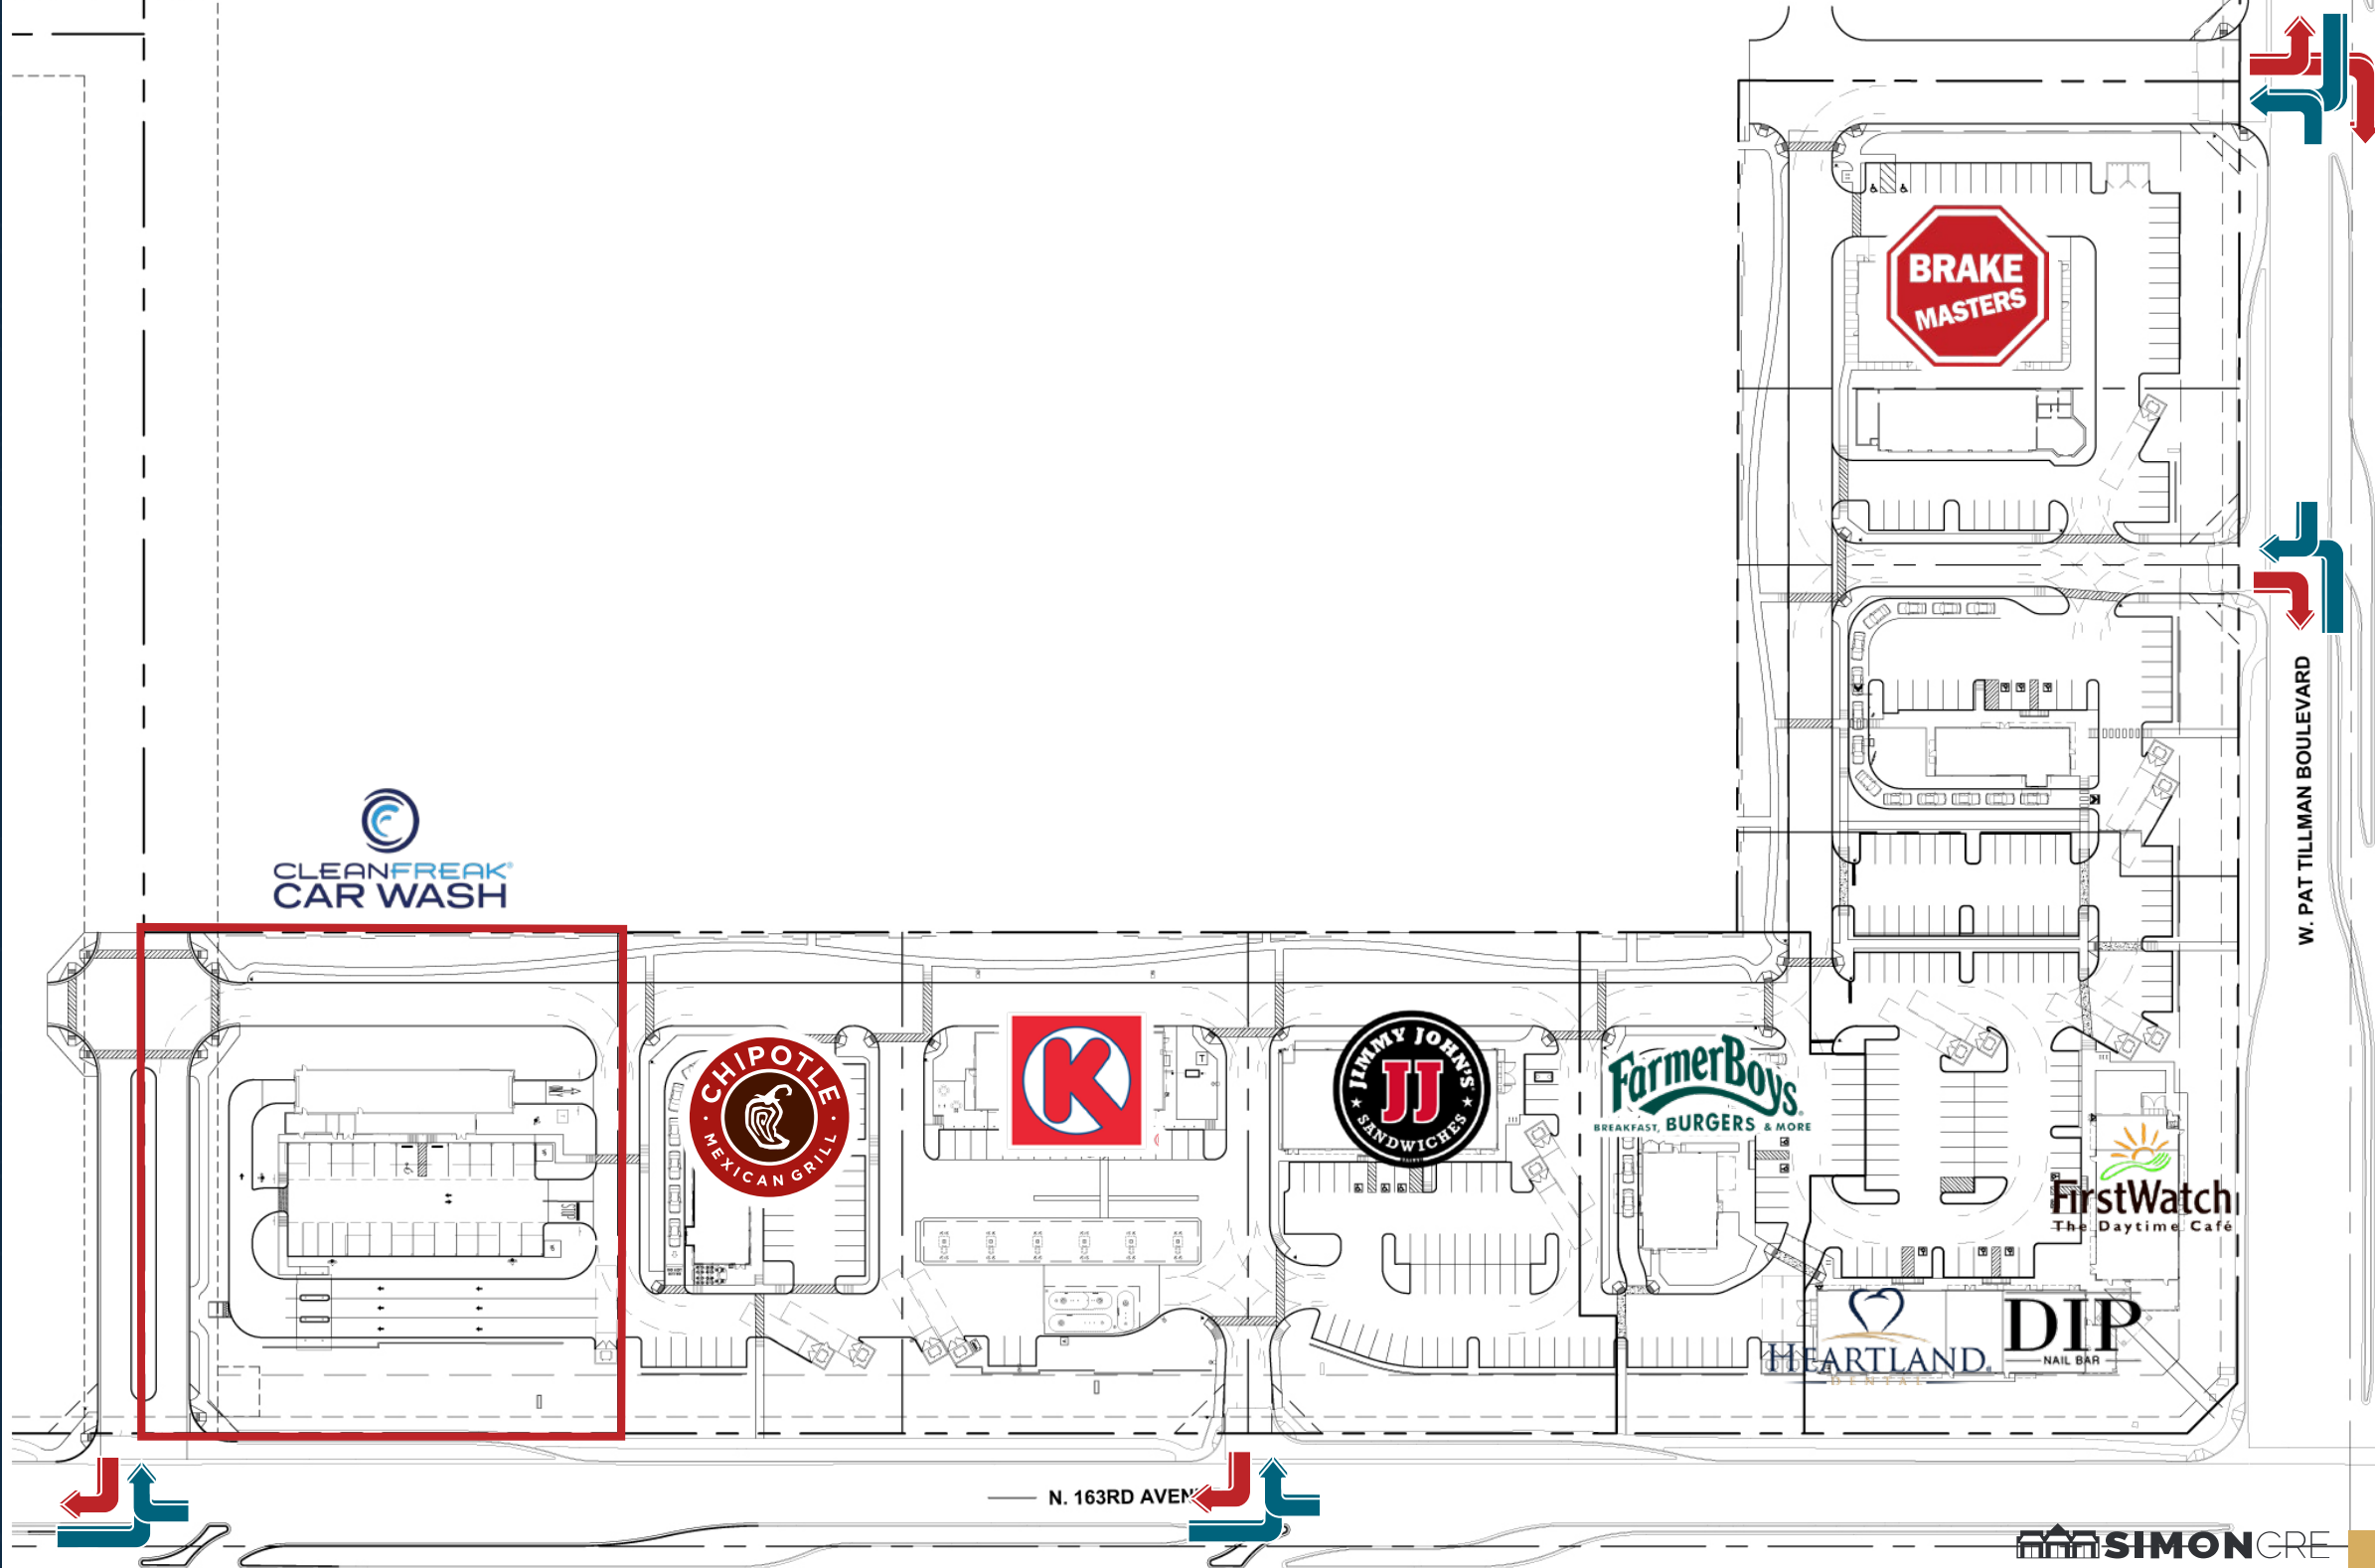 BRAKE
MASTERS
W. PAT TILLMAN BOULEVARD
CLEANFREAK®
CAR WASH
CHIPOTLE
MEXICAN GRILL
K
JIMMY JOHN'S
JJ
SANDWICHES
FarmerBoys®
BREAKFAST, BURGERS & MORE
FirstWatch
The Daytime Café
HEARTLAND
DENTAL
DIP
NAIL BAR
N. 163RD AVEN
SIMONCRE